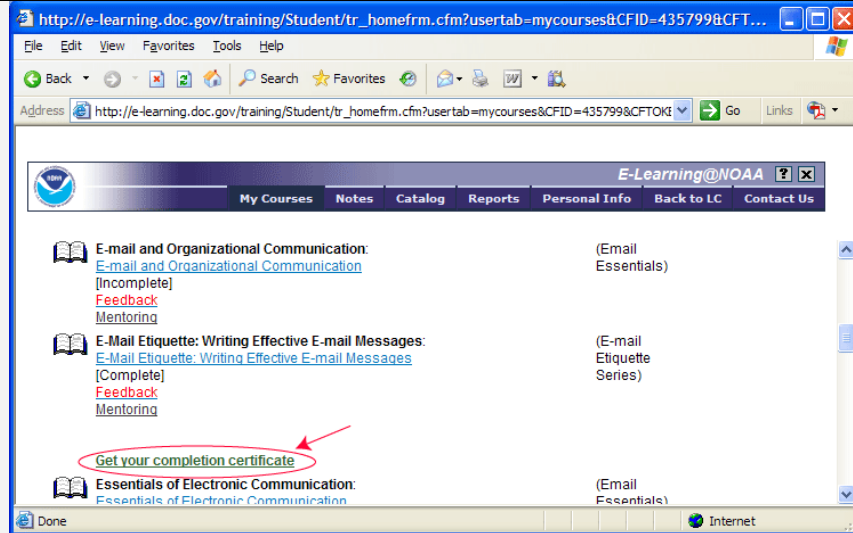 http://e-learning.doc.gov/training/Student/tr_homefrm.cfm?usertab=mycourses&CFID=435799&CFT...
File Edit View Favorites Tools Help
Back Search Favorites
Address http://e-learning.doc.gov/training/Student/tr_homefrm.cfm?usertab=mycourses&CFID=435799&CFTOKE Go Links
NOAA E-Learning@NOAA ? X
My Courses Notes Catalog Reports Personal Info Back to LC Contact Us
E-mail and Organizational Communication: (Email
E-mail and Organizational Communication Essentials)
[Incomplete]
Feedback
Mentoring
E-Mail Etiquette: Writing Effective E-mail Messages: (E-mail
E-Mail Etiquette: Writing Effective E-mail Messages Etiquette
[Complete] Series)
Feedback
Mentoring
Get your completion certificate
Essentials of Electronic Communication: (Email
Essentials of Electronic Communication Essentials)
Done Internet